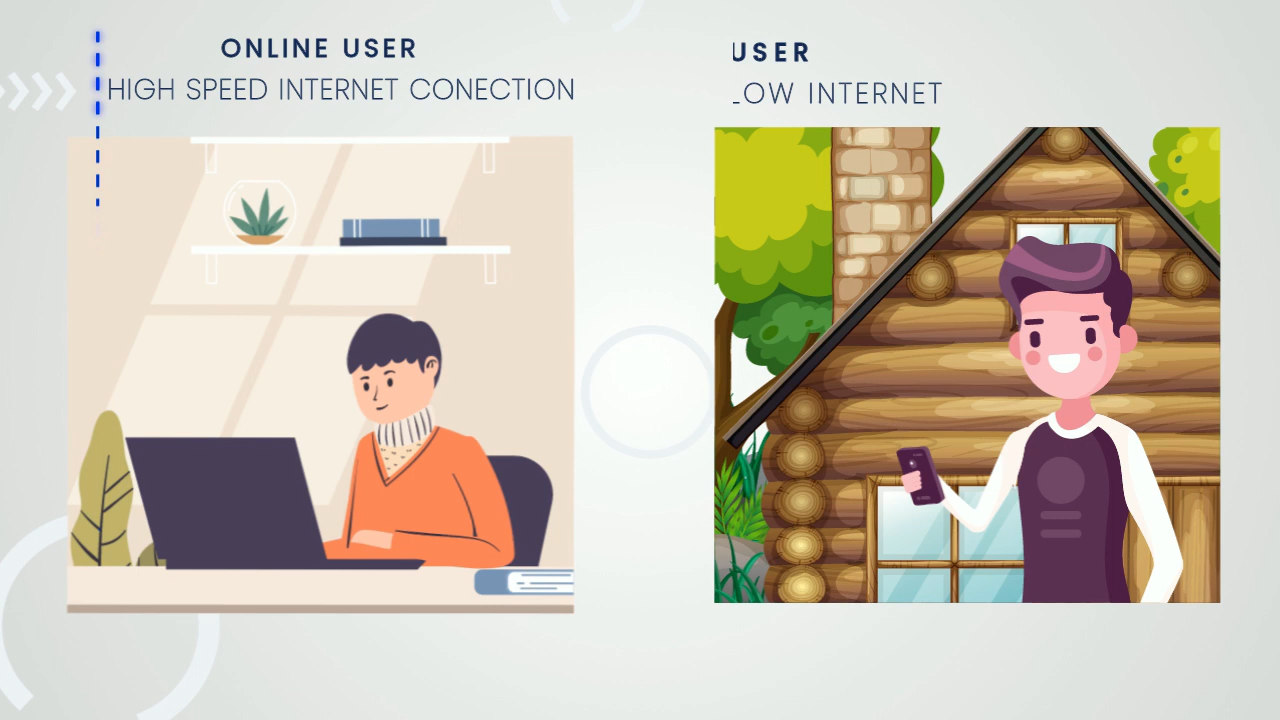 ONLINE USER
HIGH SPEED INTERNET CONECTION
USER
OW INTERNET